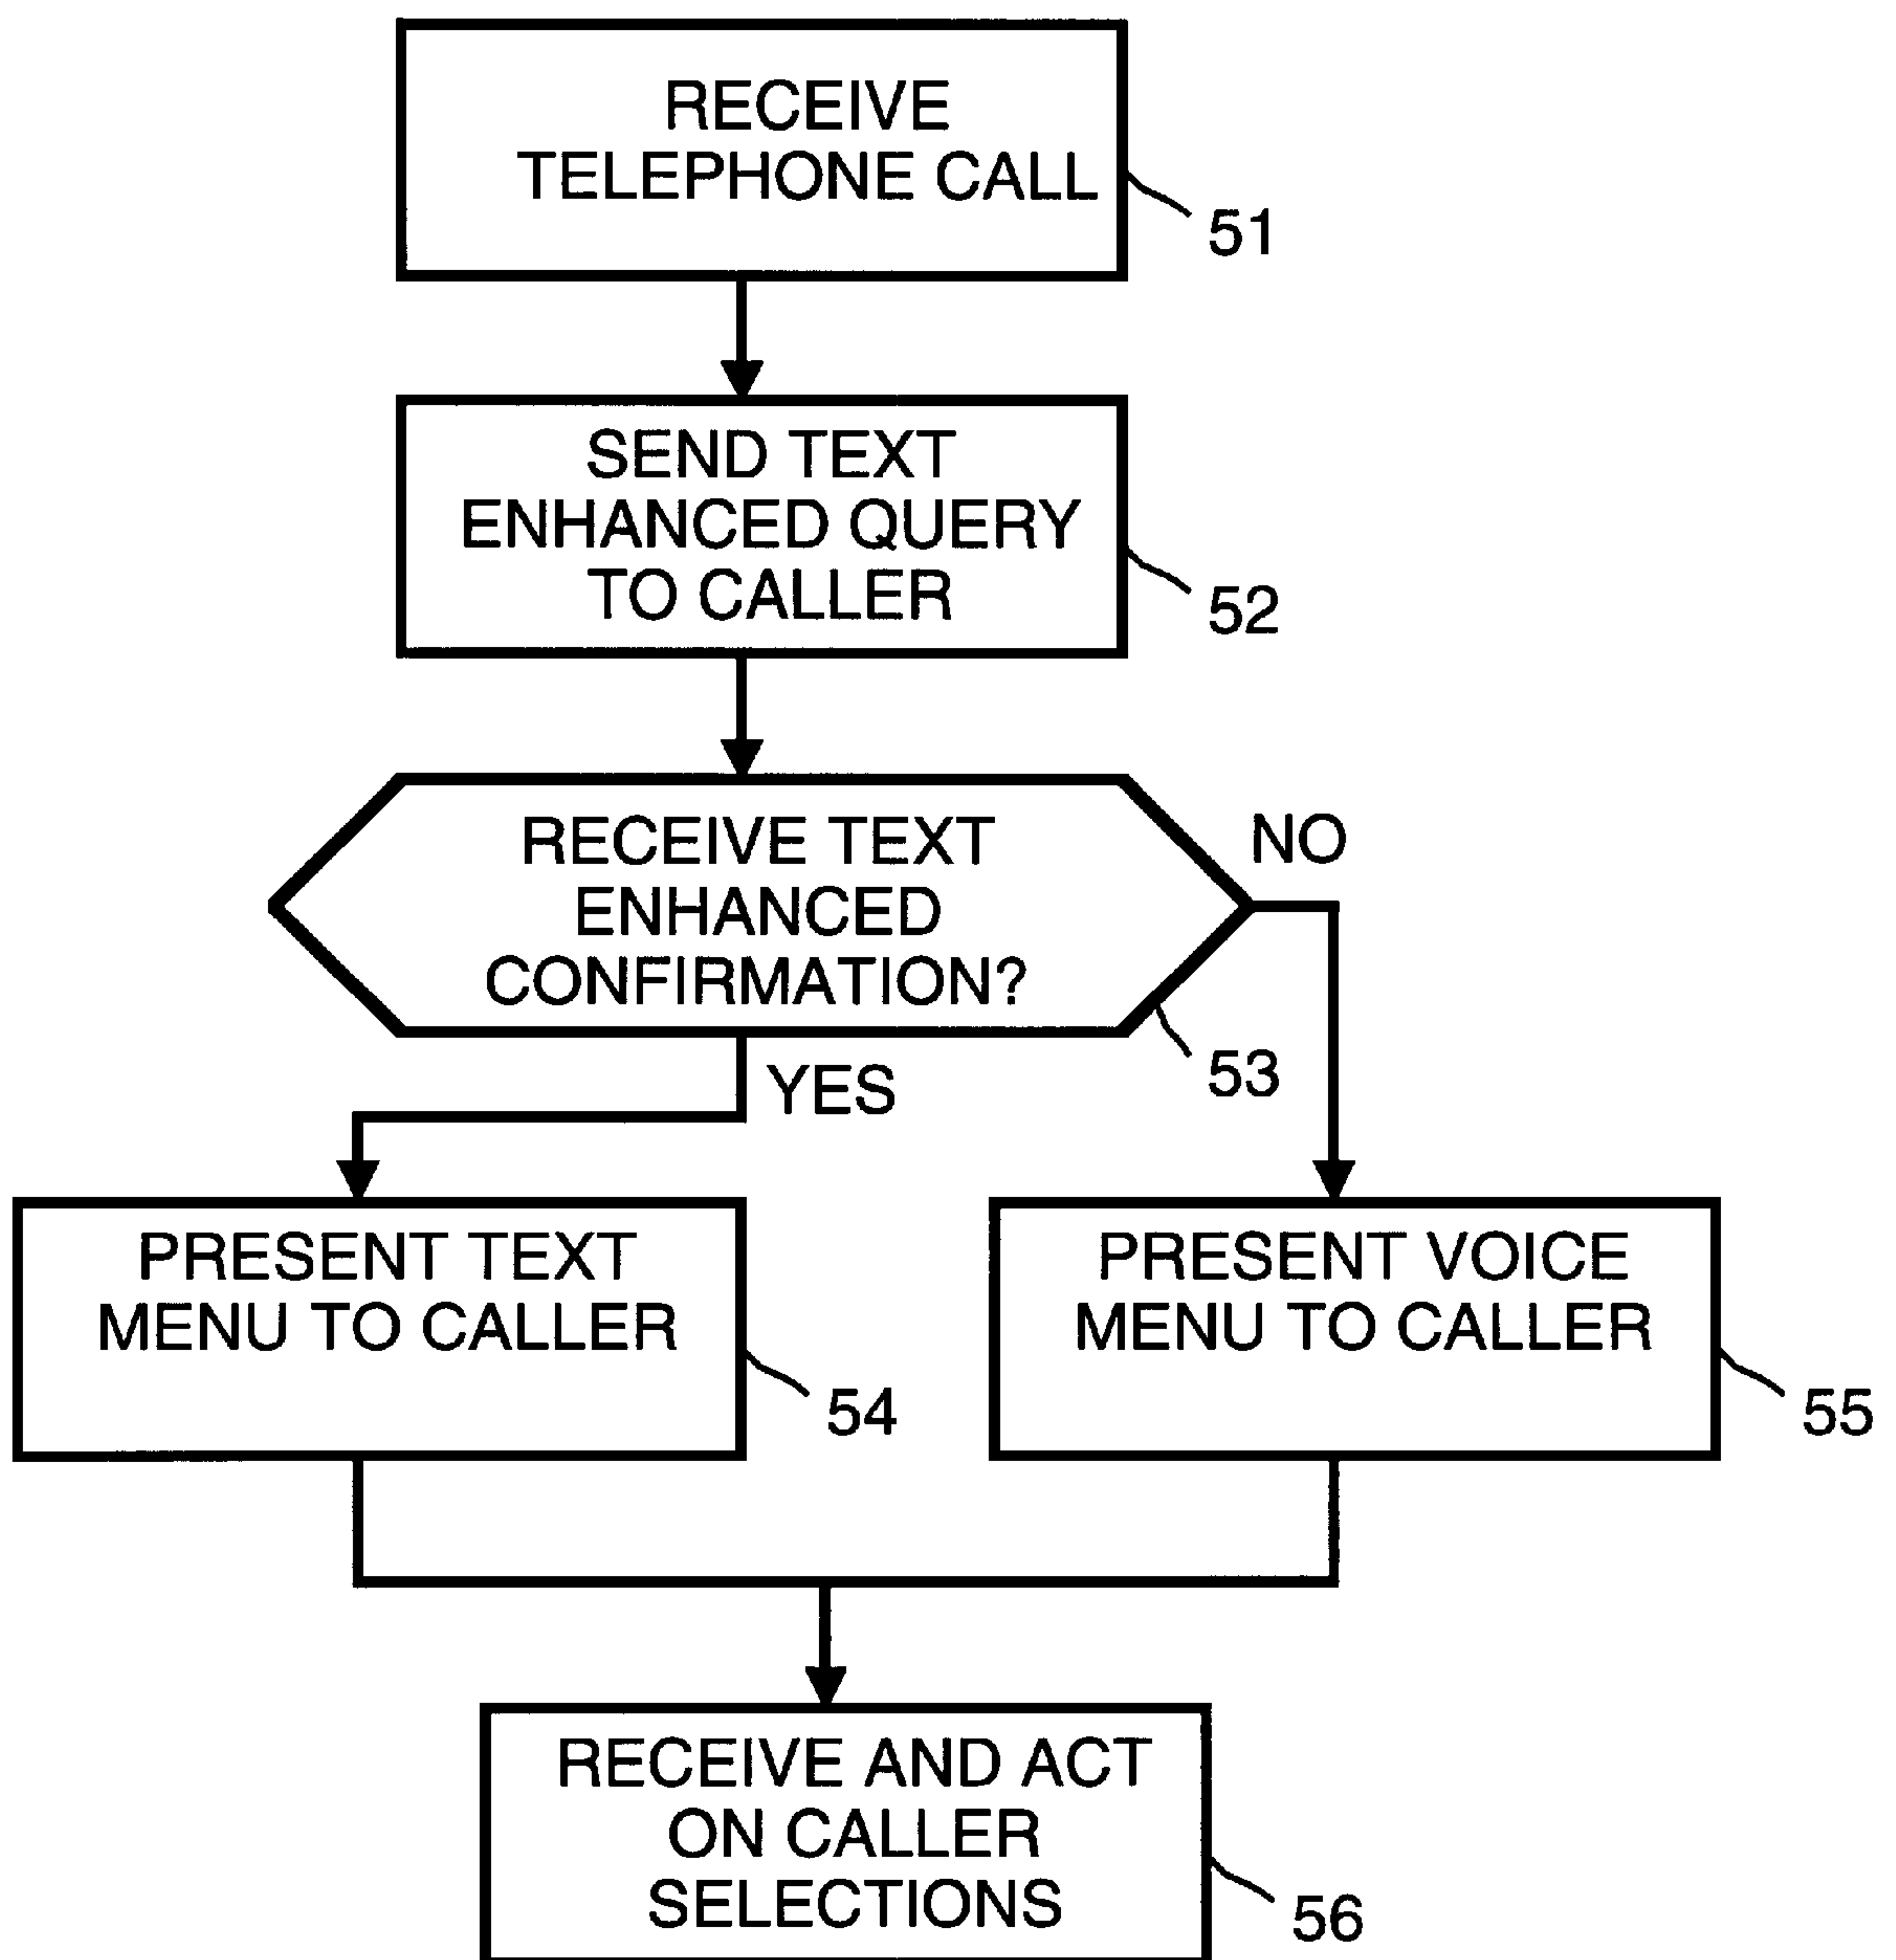 RECEIVE
TELEPHONE CALL
51
SEND TEXT
ENHANCED QUERY
TO CALLER
52
RECEIVE TEXT
ENHANCED
CONFIRMATION?
NO
53
YES
PRESENT TEXT
MENU TO CALLER
54
PRESENT VOICE
MENU TO CALLER
55
RECEIVE AND ACT
ON CALLER
SELECTIONS
56